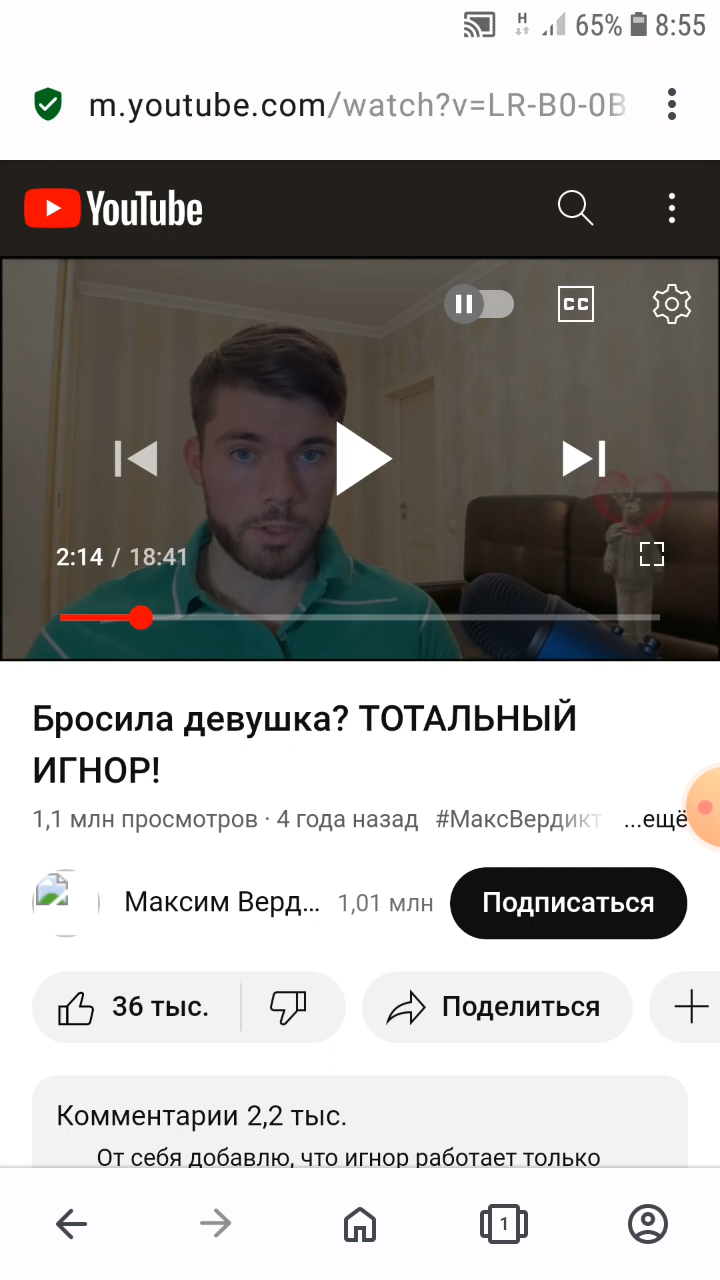 H 65% 8:55
m.youtube.com/watch?v=LR-B0-0B
YouTube
CC
2:14 / 18:41
Бросила девушка? ТОТАЛЬНЫЙ
ИГНОР!
1,1 млн просмотров · 4 года назад #МаксВердикт ...ещё
Максим Верд... 1,01 млн Подписаться
36 тыс. Поделиться
Комментарии 2,2 тыс.
От себя добавлю, что игнор работает только
1